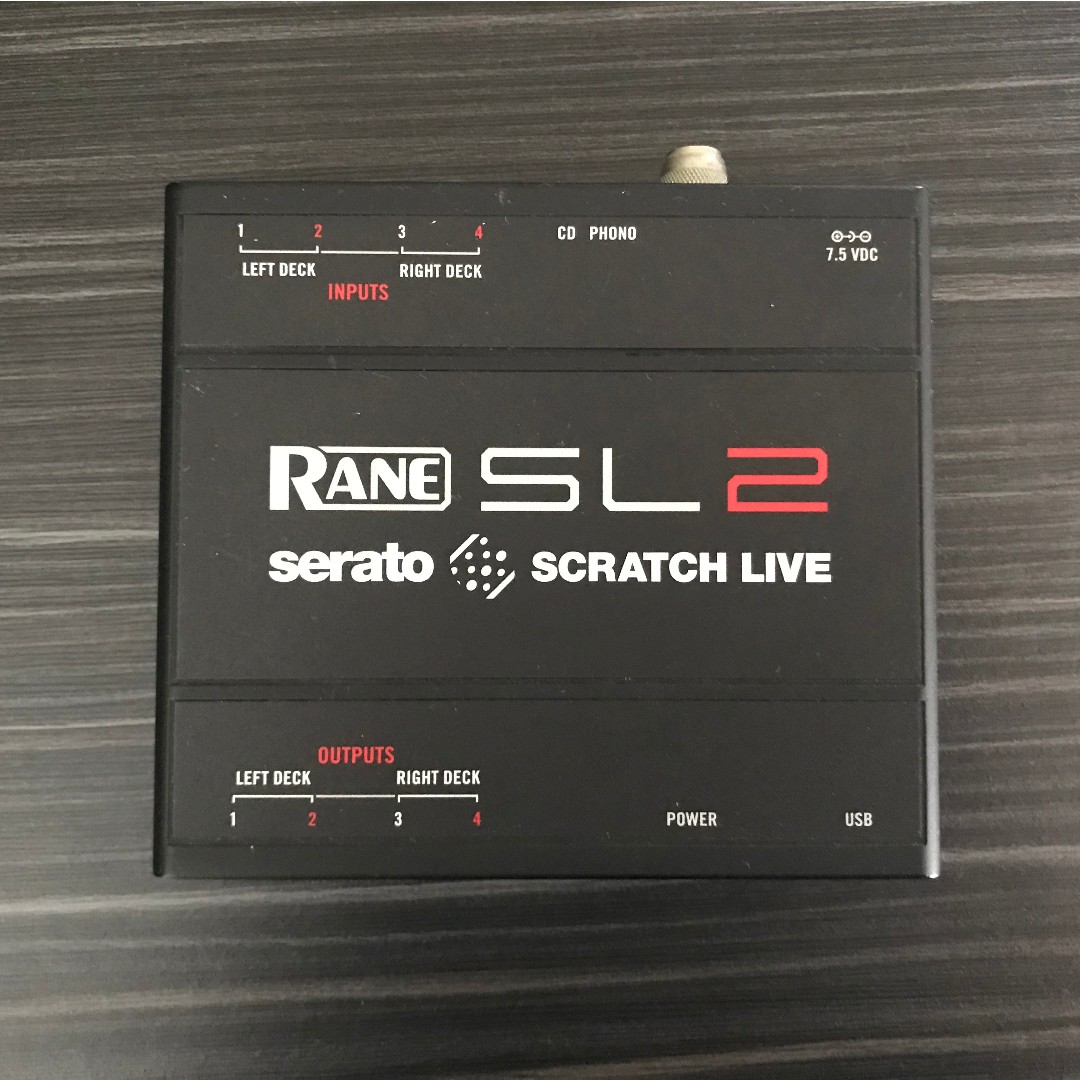 1 2 3 4
CD PHONO
7.5 VDC
LEFT DECK RIGHT DECK
INPUTS
RANE SL2
serato SCRATCH LIVE
OUTPUTS
LEFT DECK RIGHT DECK
1 2 3 4
POWER
USB